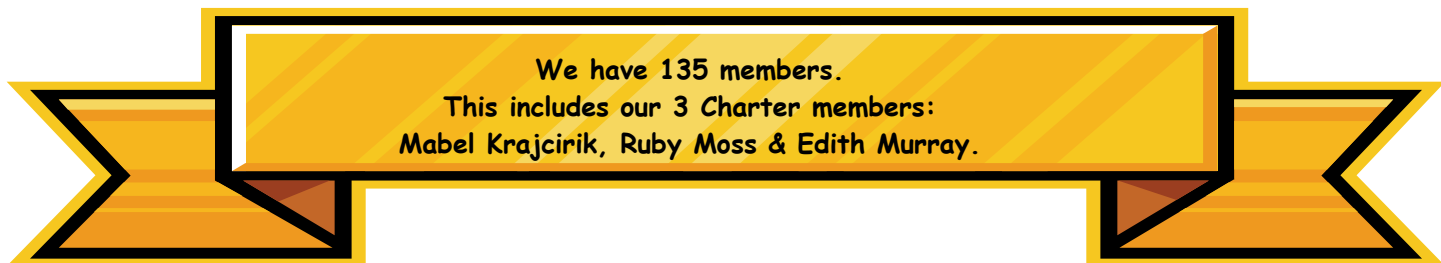 We have 135 members.
This includes our 3 Charter members:
Mabel Krajcirik, Ruby Moss & Edith Murray.